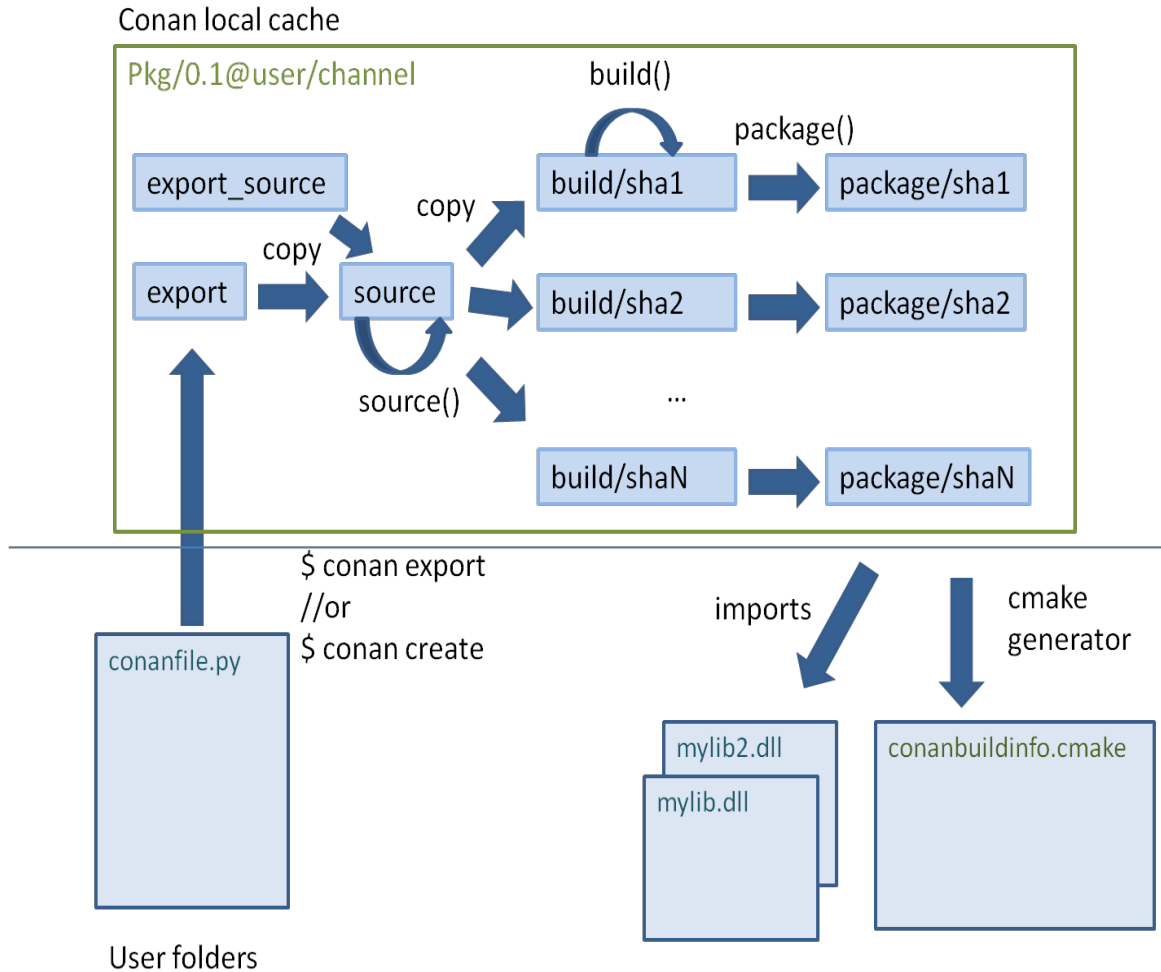 Conan local cache
Pkg/0.1@user/channel
build()
package()
export_source
build/sha1
package/sha1
copy
copy
export
source
build/sha2
package/sha2
source()
...
build/shaN
package/shaN
$ conan export
//or
$ conan create
imports
cmake
generator
conanfile.py
mylib2.dll
conanbuildinfo.cmake
mylib.dll
User folders